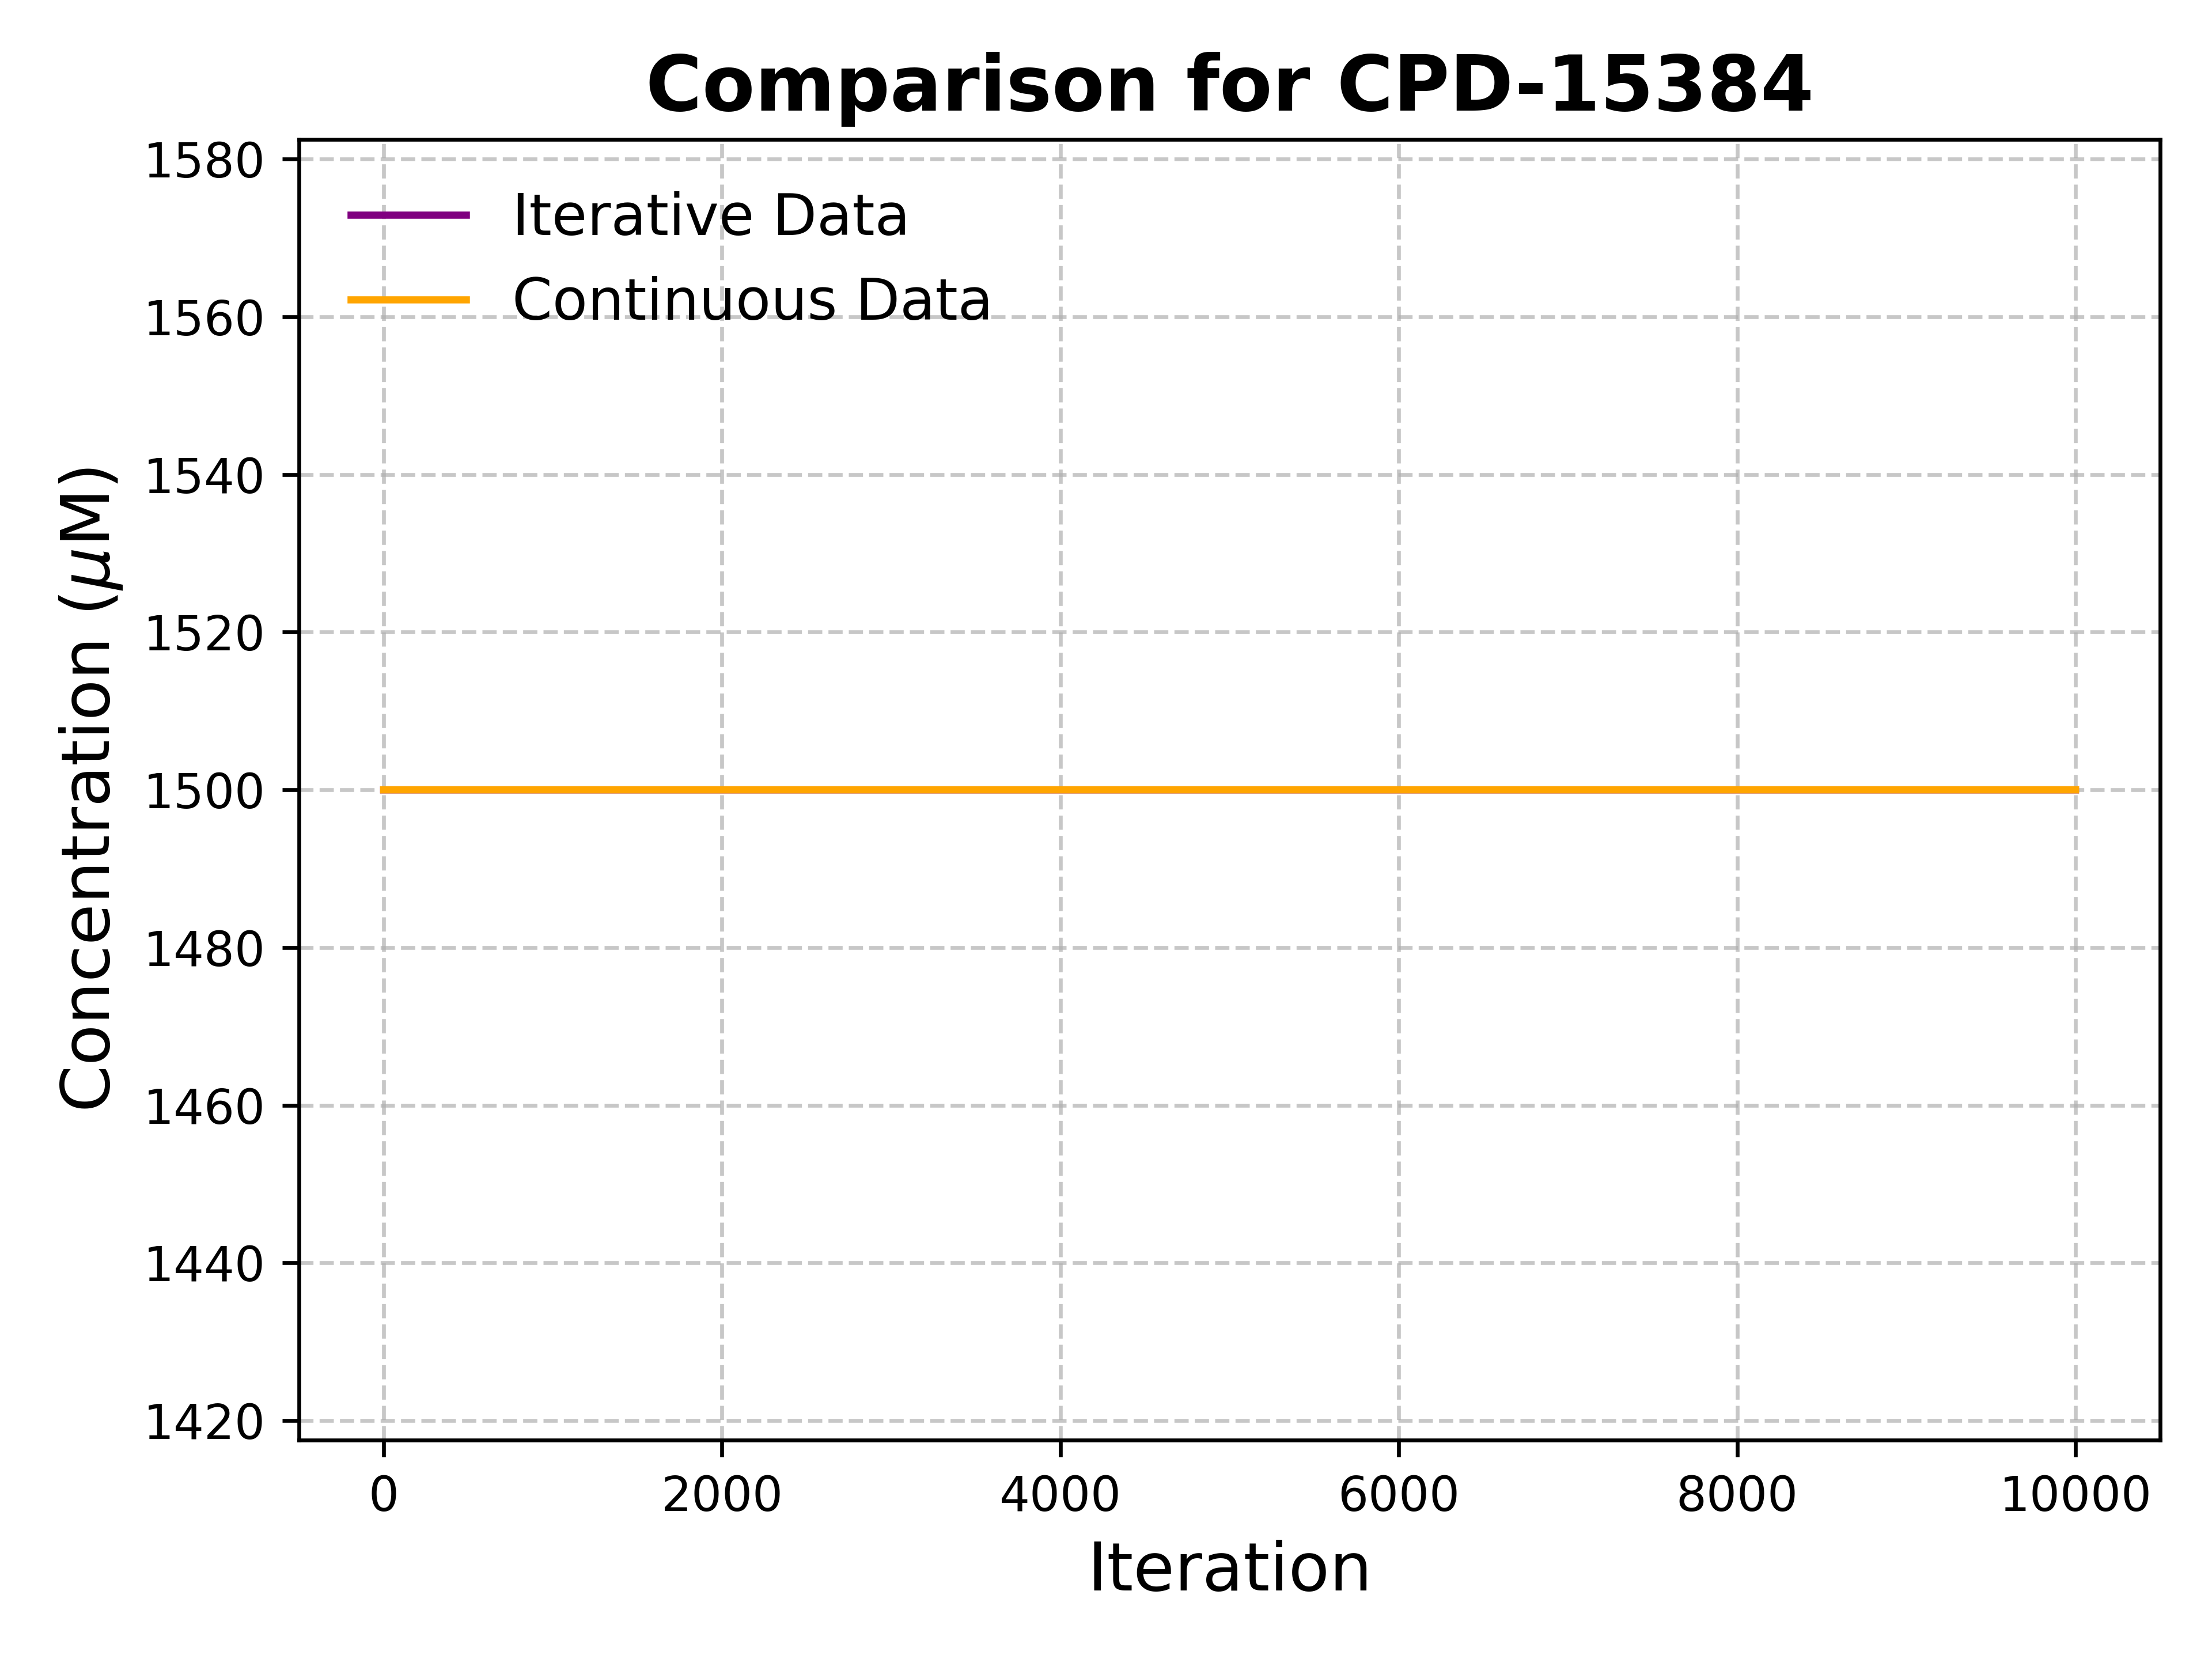 Comparison for CPD-15384
Iterative Data
Continuous Data
Concentration (μM)
1580
1560
1540
1520
1500
1480
1460
1440
1420
0 2000 4000 6000 8000 10000
Iteration